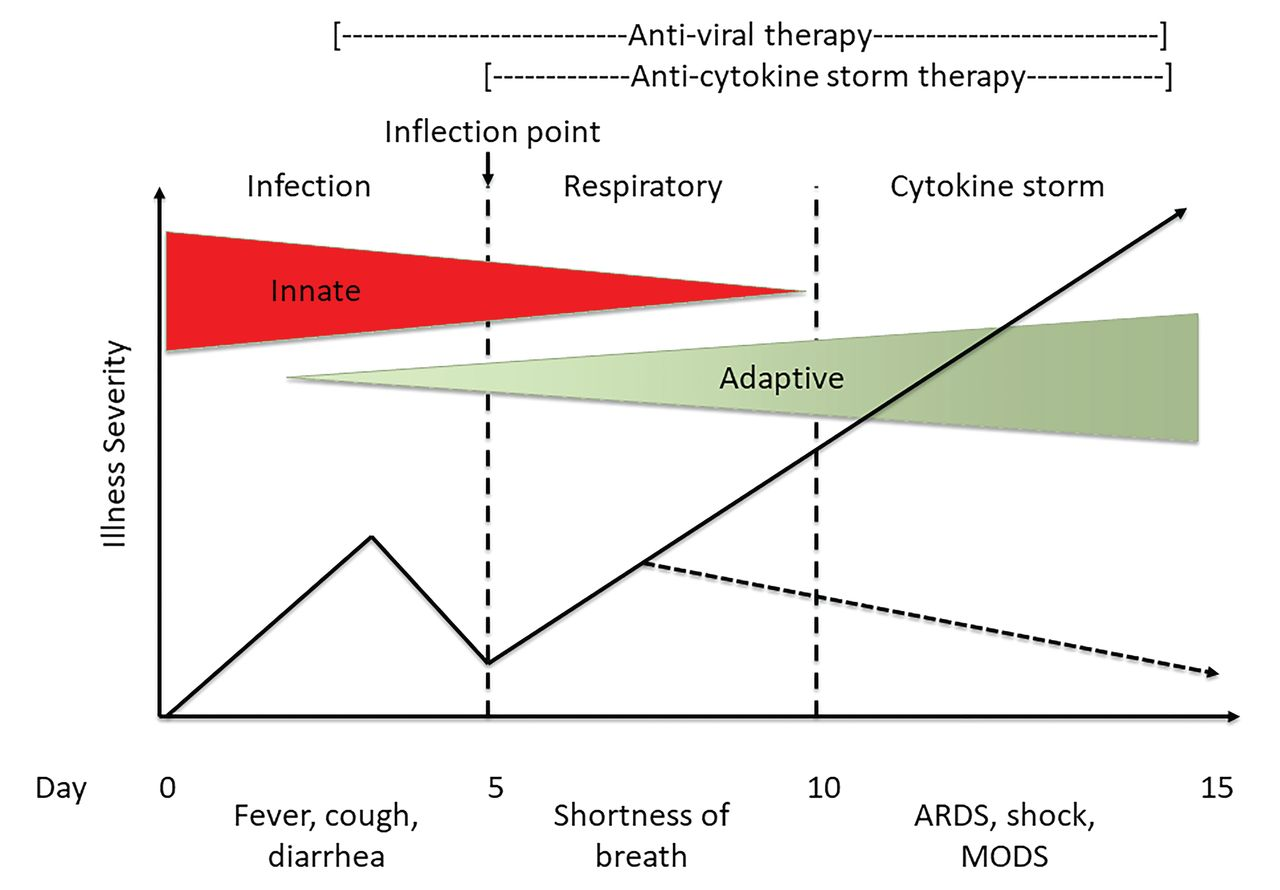 [--------------------------Anti-viral therapy--------------------------]
[-------------Anti-cytokine storm therapy-------------]
Inflection point
Infection Respiratory Cytokine storm
Innate
Adaptive
Illness Severity
Day 0 5 10 15
Fever, cough, Shortness of ARDS, shock,
diarrhea breath MODS